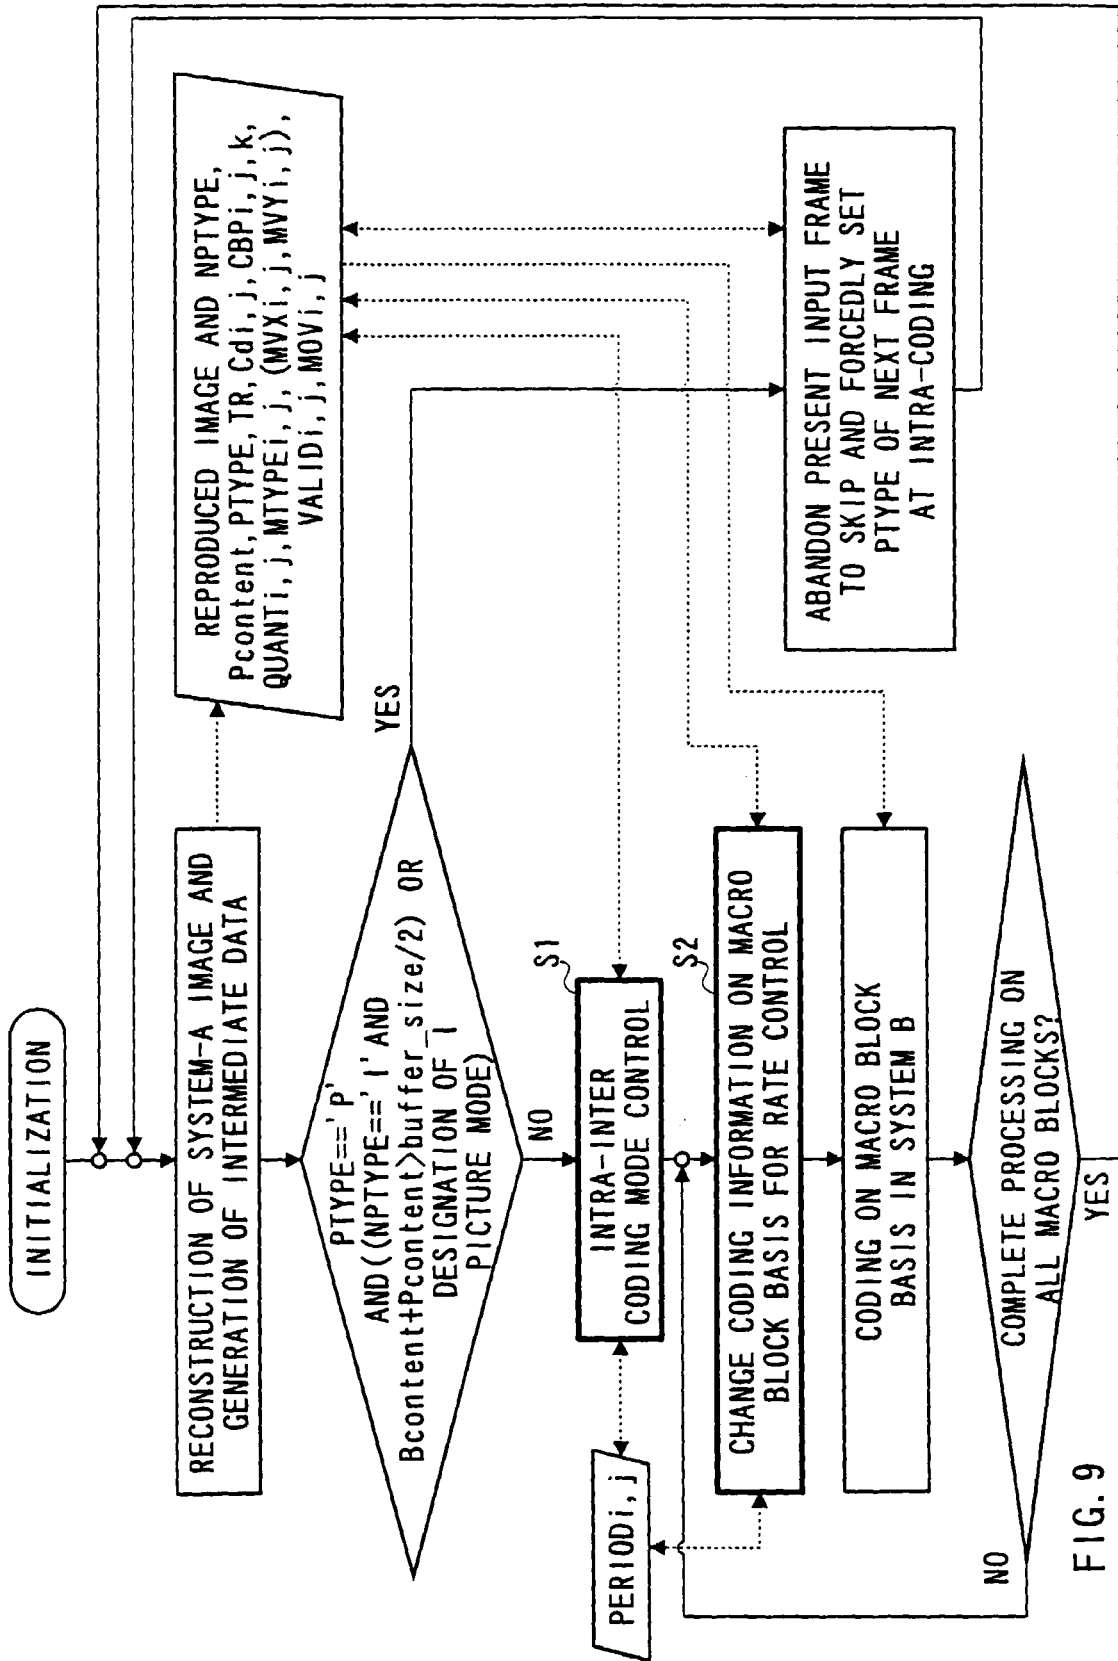 INITIALIZATION
RECONSTRUCTION OF SYSTEM-A IMAGE AND
GENERATION OF INTERMEDIATE DATA
REPRODUCED IMAGE AND NPTYPE,
Pcontent, PTYPE, TR, Cdi, j, CBPi, j, k,
QUANTi, j, MTYPEi, j, (MVXi, j, MVYi, j),
VALIDi, j, MOVi, j
PTYPE=='P'
AND((NPTYPE=='I' AND
Bcontent+Pcontent>buffer_size/2) OR
DESIGNATION OF I
PICTURE MODE)
YES
NO
ABANDON PRESENT INPUT FRAME
TO SKIP AND FORCEDLY SET
PTYPE OF NEXT FRAME
AT INTRA-CODING
S1
INTRA-INTER
CODING MODE CONTROL
PERIODi, j
S2
CHANGE CODING INFORMATION ON MACRO
BLOCK BASIS FOR RATE CONTROL
CODING ON MACRO BLOCK
BASIS IN SYSTEM B
COMPLETE PROCESSING ON
ALL MACRO BLOCKS?
NO
YES
FIG. 9